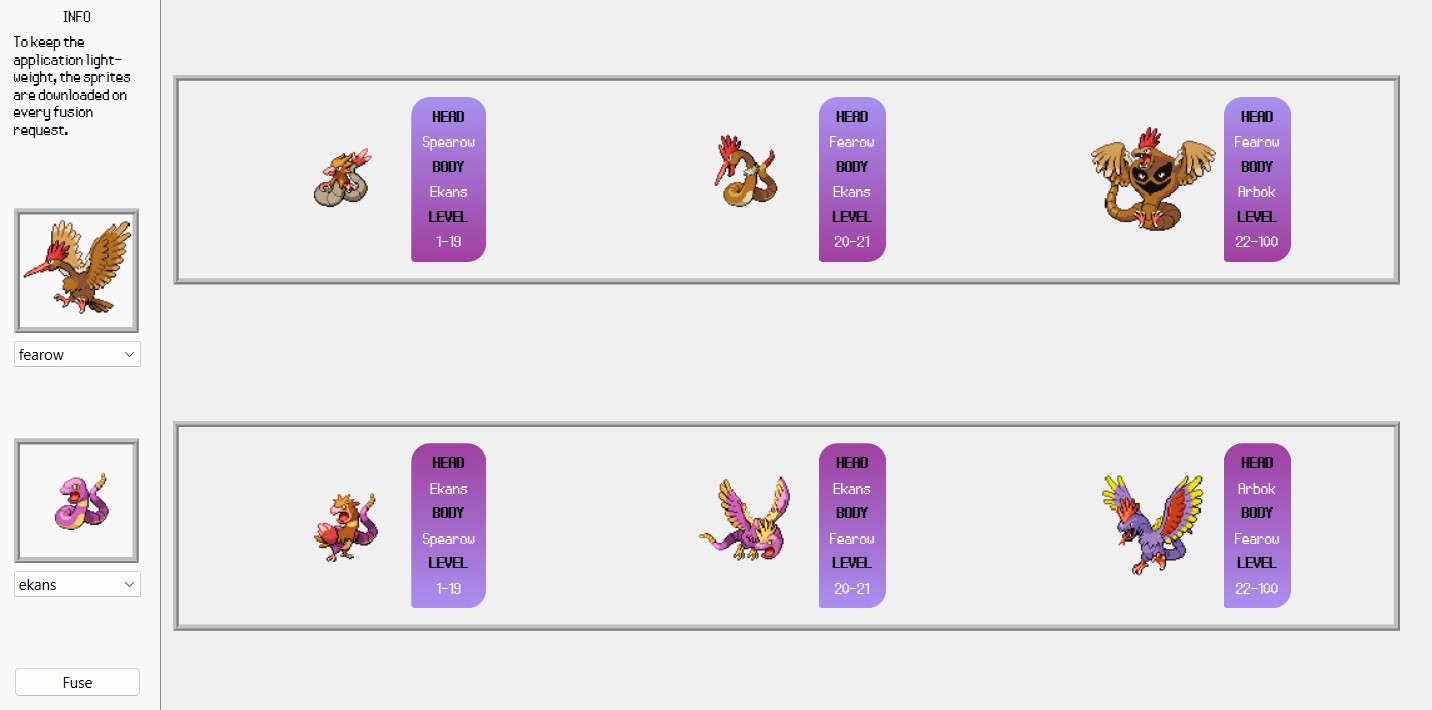 INFO
To keep the
application light-
weight, the sprites
are downloaded on
every fusion
request.
fearow
ekans
Fuse
HEAD
Spearow
BODY
Ekans
LEVEL
1-19
HEAD
Fearow
BODY
Ekans
LEVEL
20-21
HEAD
Fearow
BODY
Arbok
LEVEL
22-100
HEAD
Ekans
BODY
Spearow
LEVEL
1-19
HEAD
Ekans
BODY
Fearow
LEVEL
20-21
HEAD
Arbok
BODY
Fearow
LEVEL
22-100